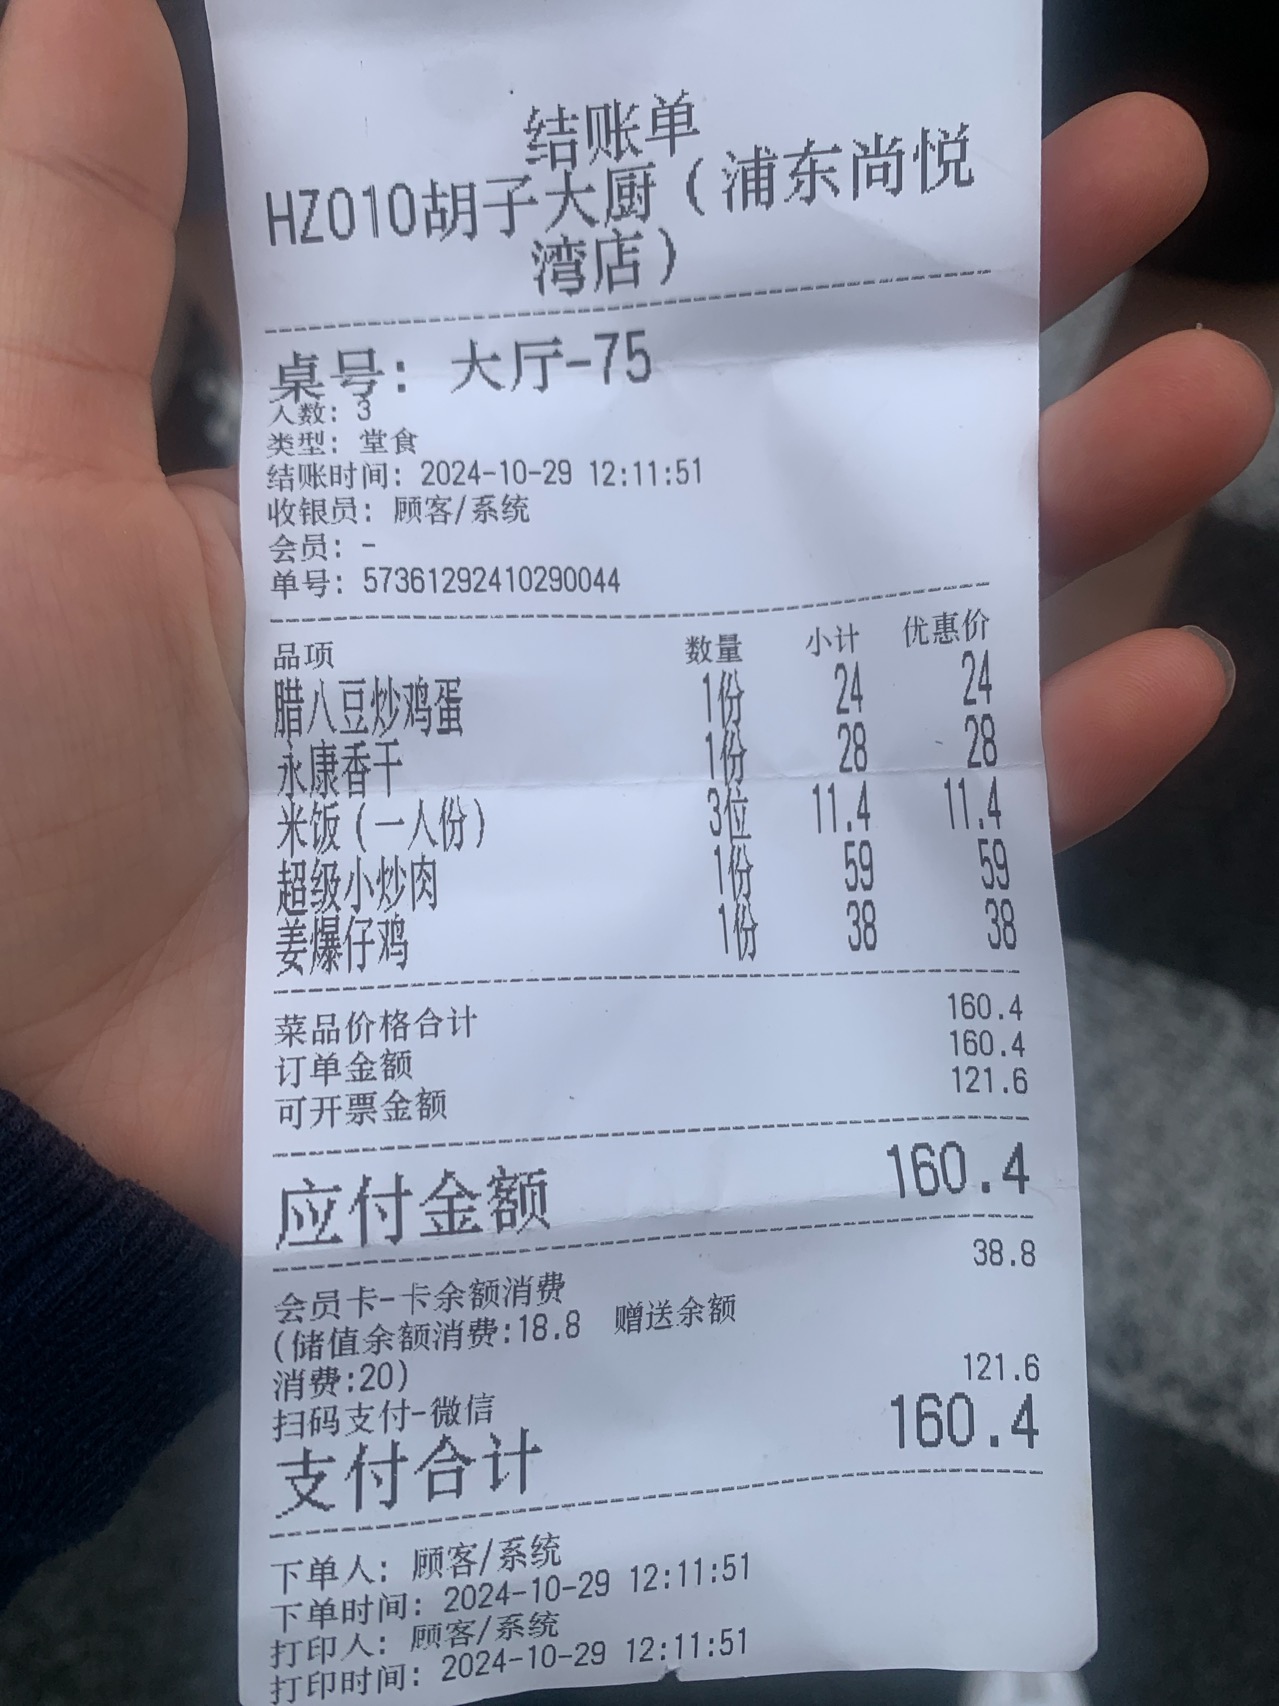 结账单
HZ010胡子大厨（浦东尚悦
湾店）
桌号：大厅-75
人数：3
类型：堂食
结账时间：2024-10-29 12:11:51
收银员：顾客/系统
会员：-
单号：57361292410290044
品项 数量 小计 优惠价
腊八豆炒鸡蛋 1份 24 24
永康香干 1份 28 28
米饭（一人份） 3位 11.4 11.4
超级小炒肉 1份 59 59
姜爆仔鸡 1份 38 38
菜品价格合计 160.4
订单金额 160.4
可开票金额 121.6
应付金额 160.4
会员卡-卡余额消费 38.8
(储值余额消费:18.8 赠送余额
消费:20)
扫码支付-微信 121.6
支付合计 160.4
下单人：顾客/系统
下单时间：2024-10-29 12:11:51
打印人：顾客/系统
打印时间：2024-10-29 12:11:51